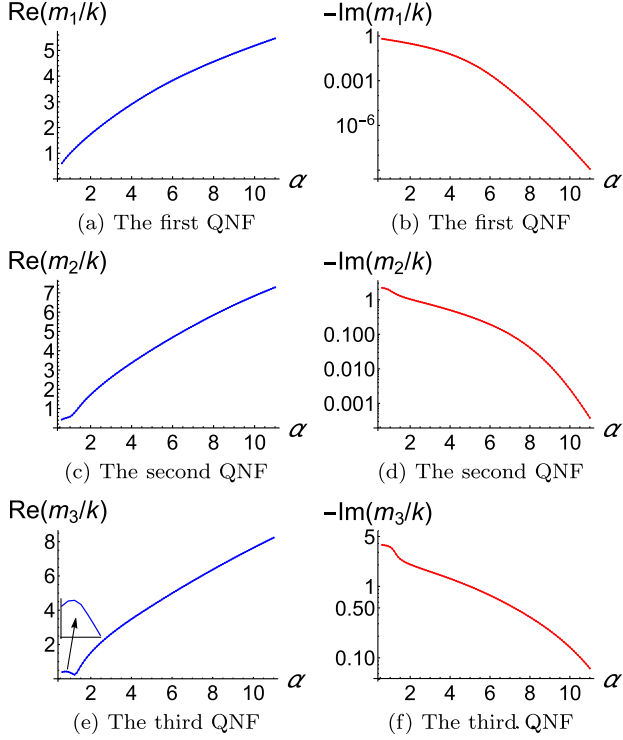 Re(m₁/k)
5
4
3
2
1
2 4 6 8 10 α
(a) The first QNF
−Im(m₁/k)
1
0.001
10⁻⁶
2 4 6 8 10 α
(b) The first QNF
Re(m₂/k)
7
6
5
4
3
2
1
2 4 6 8 10 α
(c) The second QNF
−Im(m₂/k)
1
0.100
0.010
0.001
2 4 6 8 10 α
(d) The second QNF
Re(m₃/k)
8
6
4
2
2 4 6 8 10 α
(e) The third QNF
−Im(m₃/k)
5
1
0.50
0.10
2 4 6 8 10 α
(f) The third. QNF